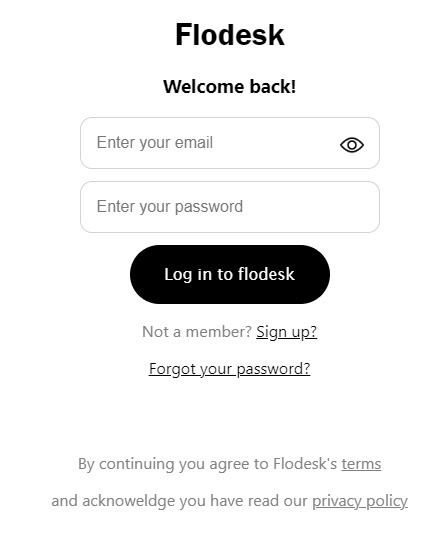 Flodesk
Welcome back!
Enter your email
Enter your password
Log in to flodesk
Not a member? Sign up?
Forgot your password?
By continuing you agree to Flodesk's terms
and acknoweldge you have read our privacy policy